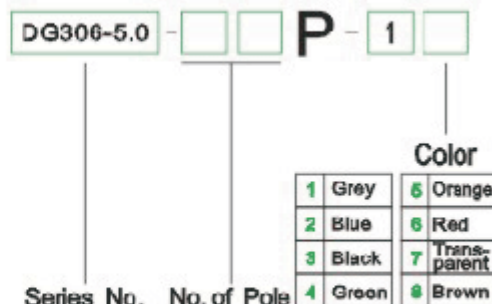 DG306-5.0 - P - 1
Color
1 Grey 5 Orange
2 Blue 6 Red
3 Black 7 Trans-parent
4 Green 8 Brown
Series No. No. of Pole